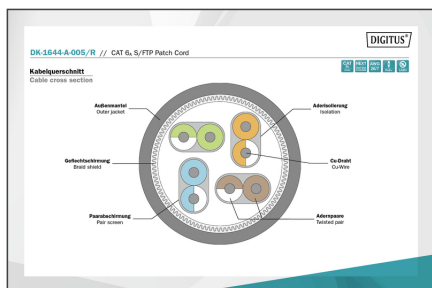 DIGITUS®
DK-1644-A-005/R // CAT 6A S/FTP Patch Cord
Kabelquerschnitt
Cable cross section
Außenmantel
Outer jacket
Aderisolierung
Isolation
Geflechtschirmung
Braid shield
Cu-Draht
Cu-Wire
Paarabschirmung
Pair screen
Adernpaare
Twisted pair